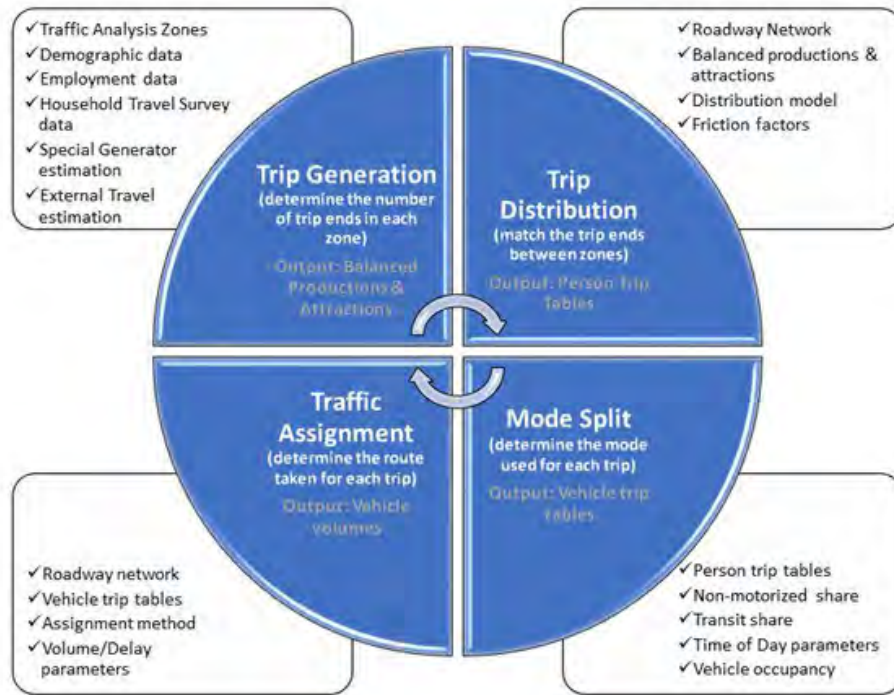 ✓Traffic Analysis Zones
✓Demographic data
✓Employment data
✓Household Travel Survey
data
✓Special Generator
estimation
✓External Travel
estimation
✓Roadway Network
✓Balanced productions &
attractions
✓Distribution model
✓Friction factors
Trip Generation
(determine the number
of trip ends in each
zone)
Output: Balanced
Productions &
Attractions
Trip
Distribution
(match the trip ends
between zones)
Output: Person Trip
Tables
Traffic
Assignment
(determine the route
taken for each trip)
Output: Vehicle
volumes
Mode Split
(determine the mode
used for each trip)
Output: Vehicle trip
tables
✓Roadway network
✓Vehicle trip tables
✓Assignment method
✓Volume/Delay
parameters
✓Person trip tables
✓Non-motorized share
✓Transit share
✓Time of Day parameters
✓Vehicle occupancy